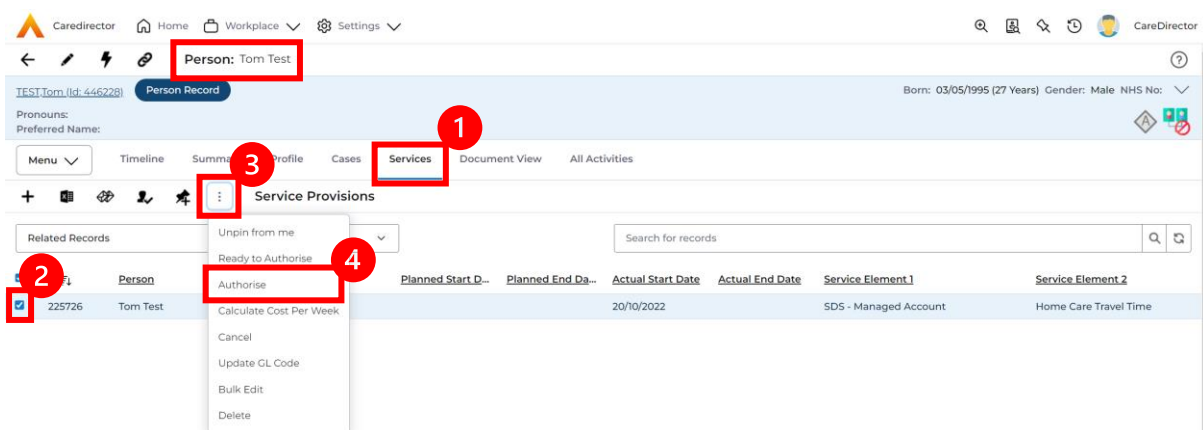 Caredirector Home Workplace Settings CareDirector
Person: Tom Test
TEST,Tom (Id: 446228) Person Record Born: 03/05/1995 (27 Years) Gender: Male NHS No:
Pronouns:
Preferred Name:
1
Menu Timeline Summa Profile Cases Services Document View All Activities
3
Service Provisions
Related Records Search for records
Unpin from me
Ready to Authorise
4
2
Person Planned Start D... Planned End Da... Actual Start Date Actual End Date Service Element 1 Service Element 2
Authorise
225726 Tom Test 20/10/2022 SDS - Managed Account Home Care Travel Time
Calculate Cost Per Week
Cancel
Update GL Code
Bulk Edit
Delete